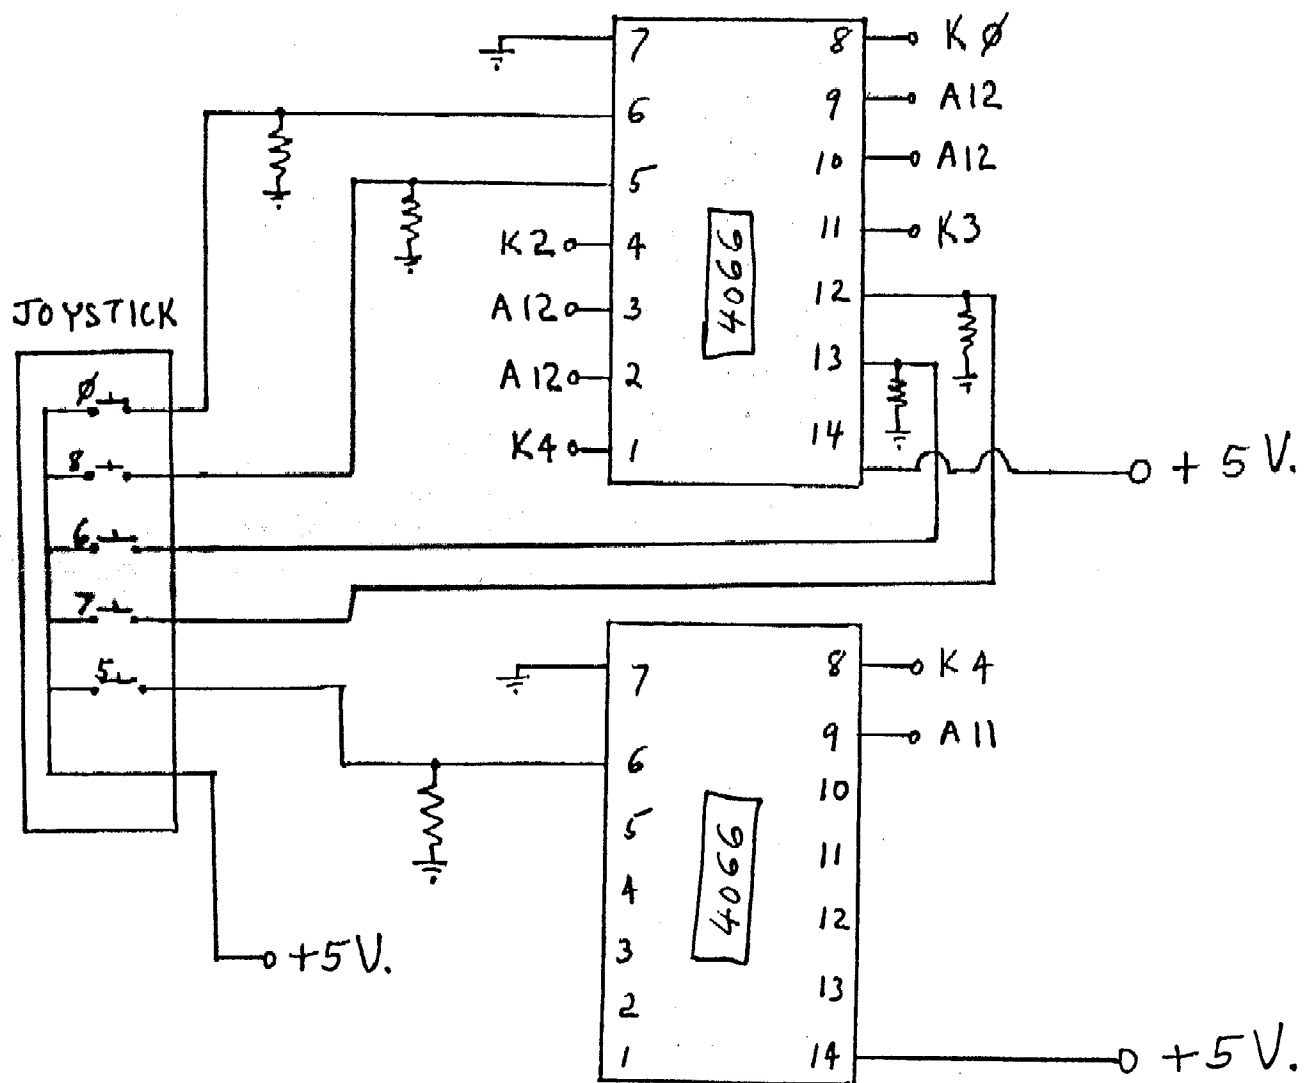 7 8 K Ø
6 9 A12
5 10 A12
K2 4 11 K3
A12 3 12
A12 2 13
K4 1 14 + 5 V.
4066
JOYSTICK
Ø
8
6
7
5
+5V.
7 8 K4
6 9 A11
5 10
4 11
3 12
2 13
1 14 +5V.
4066